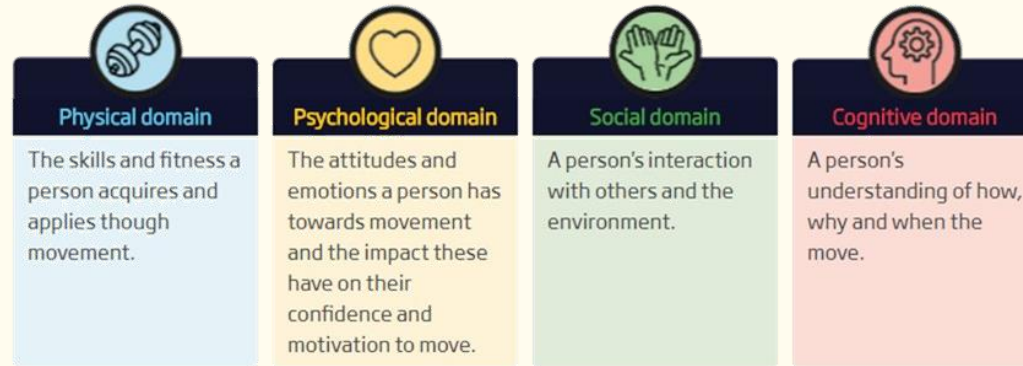 Physical domain
The skills and fitness a
person acquires and
applies though
movement.
Psychological domain
The attitudes and
emotions a person has
towards movement
and the impact these
have on their
confidence and
motivation to move.
Social domain
A person's interaction
with others and the
environment.
Cognitive domain
A person's
understanding of how,
why and when the
move.